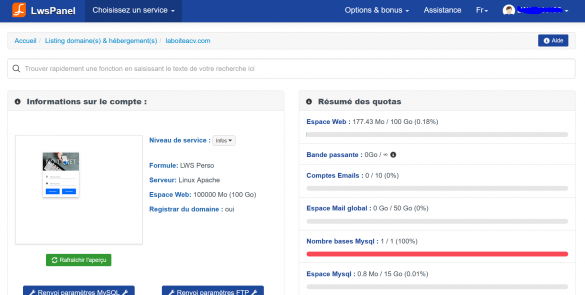 LwsPanel Choisissez un service Options & bonus Assistance Fr
Accueil / Listing domaine(s) & hébergement(s) / laboiteacv.com Aide
Trouver rapidement une fonction en saisissant le texte de votre recherche ici
Informations sur le compte :
Niveau de service : Infos
Formule: LWS Perso
Serveur: Linux Apache
Espace Web: 100000 Mo (100 Go)
Registrar du domaine : oui
Rafraîchir l'aperçu
Renvoi paramètres MySQL Renvoi paramètres FTP
Résumé des quotas
Espace Web : 177.43 Mo / 100 Go (0.18%)
Bande passante : 0Go / ∞
Comptes Emails : 0 / 10 (0%)
Espace Mail global : 0 Go / 50 Go (0%)
Nombre bases Mysql : 1 / 1 (100%)
Espace Mysql : 0.8 Mo / 15 Go (0.01%)